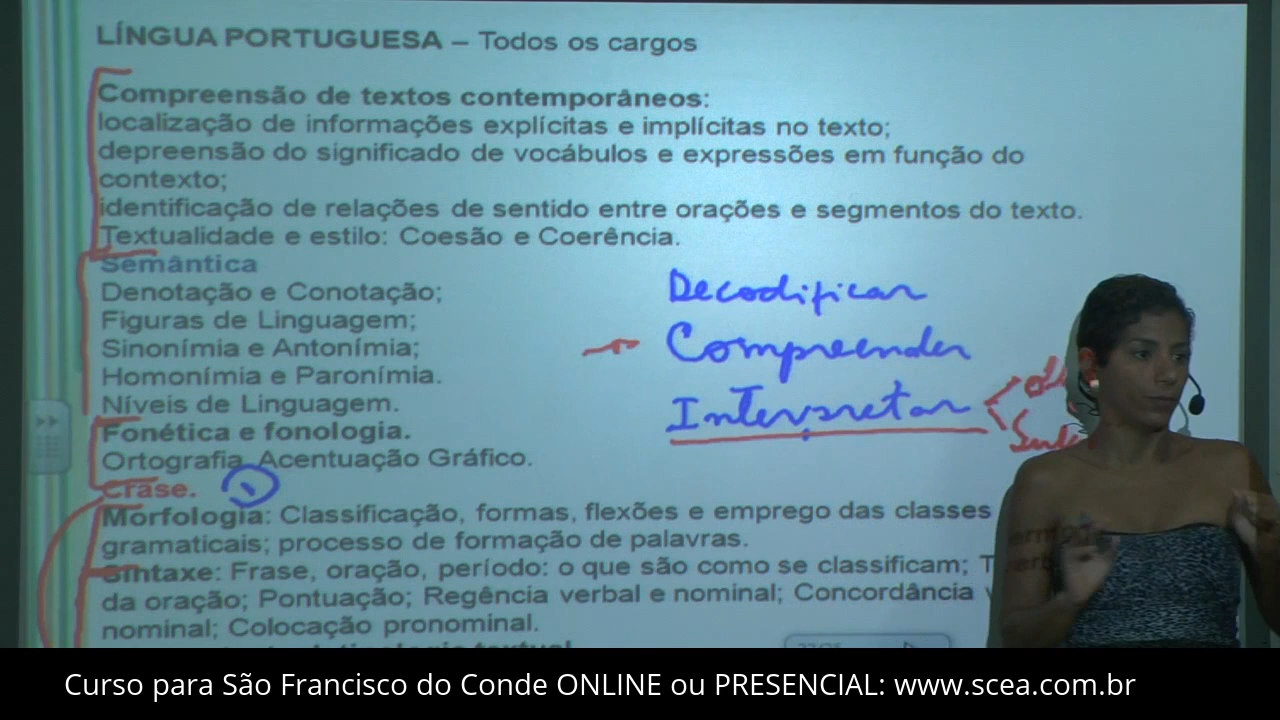 LÍNGUA PORTUGUESA – Todos os cargos
Compreensão de textos contemporâneos:
localização de informações explícitas e implícitas no texto;
depreensão do significado de vocábulos e expressões em função do
contexto;
identificação de relações de sentido entre orações e segmentos do texto.
Textualidade e estilo: Coesão e Coerência.
Semântica
Denotação e Conotação;
Figuras de Linguagem;
Sinonímia e Antonímia;
Homonímia e Paronímia.
Níveis de Linguagem.
Fonética e fonologia.
Ortografia, Acentuação Gráfico.
Crase.
Morfologia: Classificação, formas, flexões e emprego das classes
gramaticais; processo de formação de palavras.
Sintaxe: Frase, oração, período: o que são como se classificam;
da oração; Pontuação; Regência verbal e nominal; Concordância
nominal; Colocação pronominal.
Decodificar
Compreender
Interpretar
Curso para São Francisco do Conde ONLINE ou PRESENCIAL: www.scea.com.br